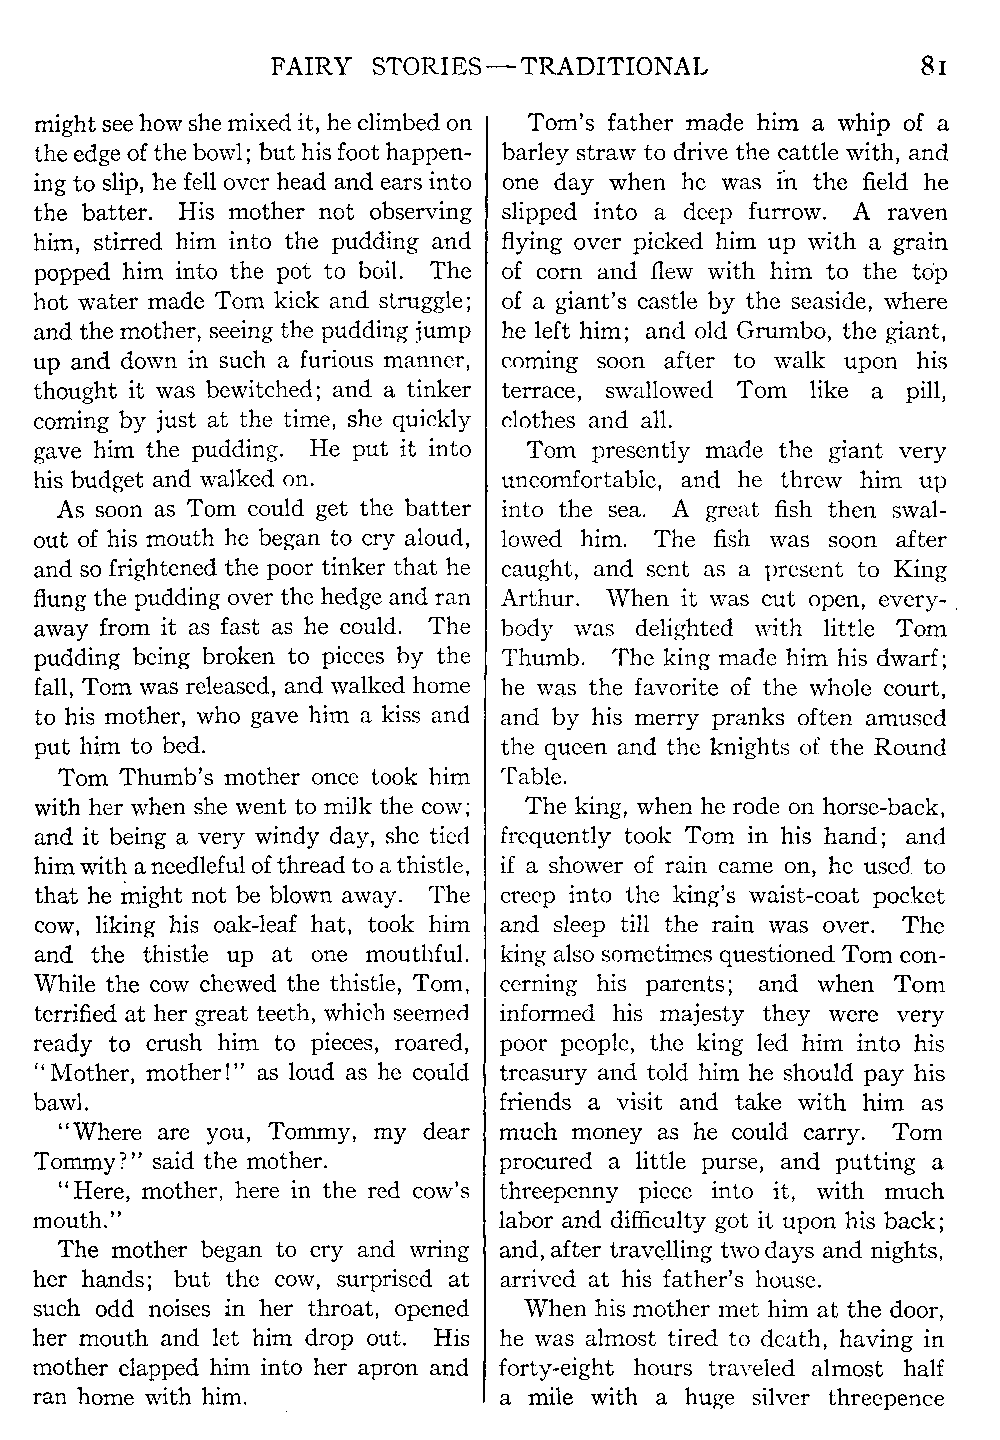 FAIRY STORIES—TRADITIONAL 81
might see how she mixed it, he climbed on
the edge of the bowl; but his foot happen-
ing to slip, he fell over head and ears into
the batter. His mother not observing
him, stirred him into the pudding and
popped him into the pot to boil. The
hot water made Tom kick and struggle;
and the mother, seeing the pudding jump
up and down in such a furious manner,
thought it was bewitched; and a tinker
coming by just at the time, she quickly
gave him the pudding. He put it into
his budget and walked on.
As soon as Tom could get the batter
out of his mouth he began to cry aloud,
and so frightened the poor tinker that he
flung the pudding over the hedge and ran
away from it as fast as he could. The
pudding being broken to pieces by the
fall, Tom was released, and walked home
to his mother, who gave him a kiss and
put him to bed.
Tom Thumb's mother once took him
with her when she went to milk the cow;
and it being a very windy day, she tied
him with a needleful of thread to a thistle,
that he might not be blown away. The
cow, liking his oak-leaf hat, took him
and the thistle up at one mouthful.
While the cow chewed the thistle, Tom,
terrified at her great teeth, which seemed
ready to crush him to pieces, roared,
"Mother, mother!" as loud as he could
bawl.
"Where are you, Tommy, my dear
Tommy?" said the mother.
"Here, mother, here in the red cow's
mouth."
The mother began to cry and wring
her hands; but the cow, surprised at
such odd noises in her throat, opened
her mouth and let him drop out. His
mother clapped him into her apron and
ran home with him.
Tom's father made him a whip of a
barley straw to drive the cattle with, and
one day when he was in the field he
slipped into a deep furrow. A raven
flying over picked him up with a grain
of corn and flew with him to the top
of a giant's castle by the seaside, where
he left him; and old Grumbo, the giant,
coming soon after to walk upon his
terrace, swallowed Tom like a pill,
clothes and all.
Tom presently made the giant very
uncomfortable, and he threw him up
into the sea. A great fish then swal-
lowed him. The fish was soon after
caught, and sent as a present to King
Arthur. When it was cut open, every-
body was delighted with little Tom
Thumb. The king made him his dwarf;
he was the favorite of the whole court,
and by his merry pranks often amused
the queen and the knights of the Round
Table.
The king, when he rode on horse-back,
frequently took Tom in his hand; and
if a shower of rain came on, he used to
creep into the king's waist-coat pocket
and sleep till the rain was over. The
king also sometimes questioned Tom con-
cerning his parents; and when Tom
informed his majesty they were very
poor people, the king led him into his
treasury and told him he should pay his
friends a visit and take with him as
much money as he could carry. Tom
procured a little purse, and putting a
threepenny piece into it, with much
labor and difficulty got it upon his back;
and, after travelling two days and nights,
arrived at his father's house.
When his mother met him at the door,
he was almost tired to death, having in
forty-eight hours traveled almost half
a mile with a huge silver threepence